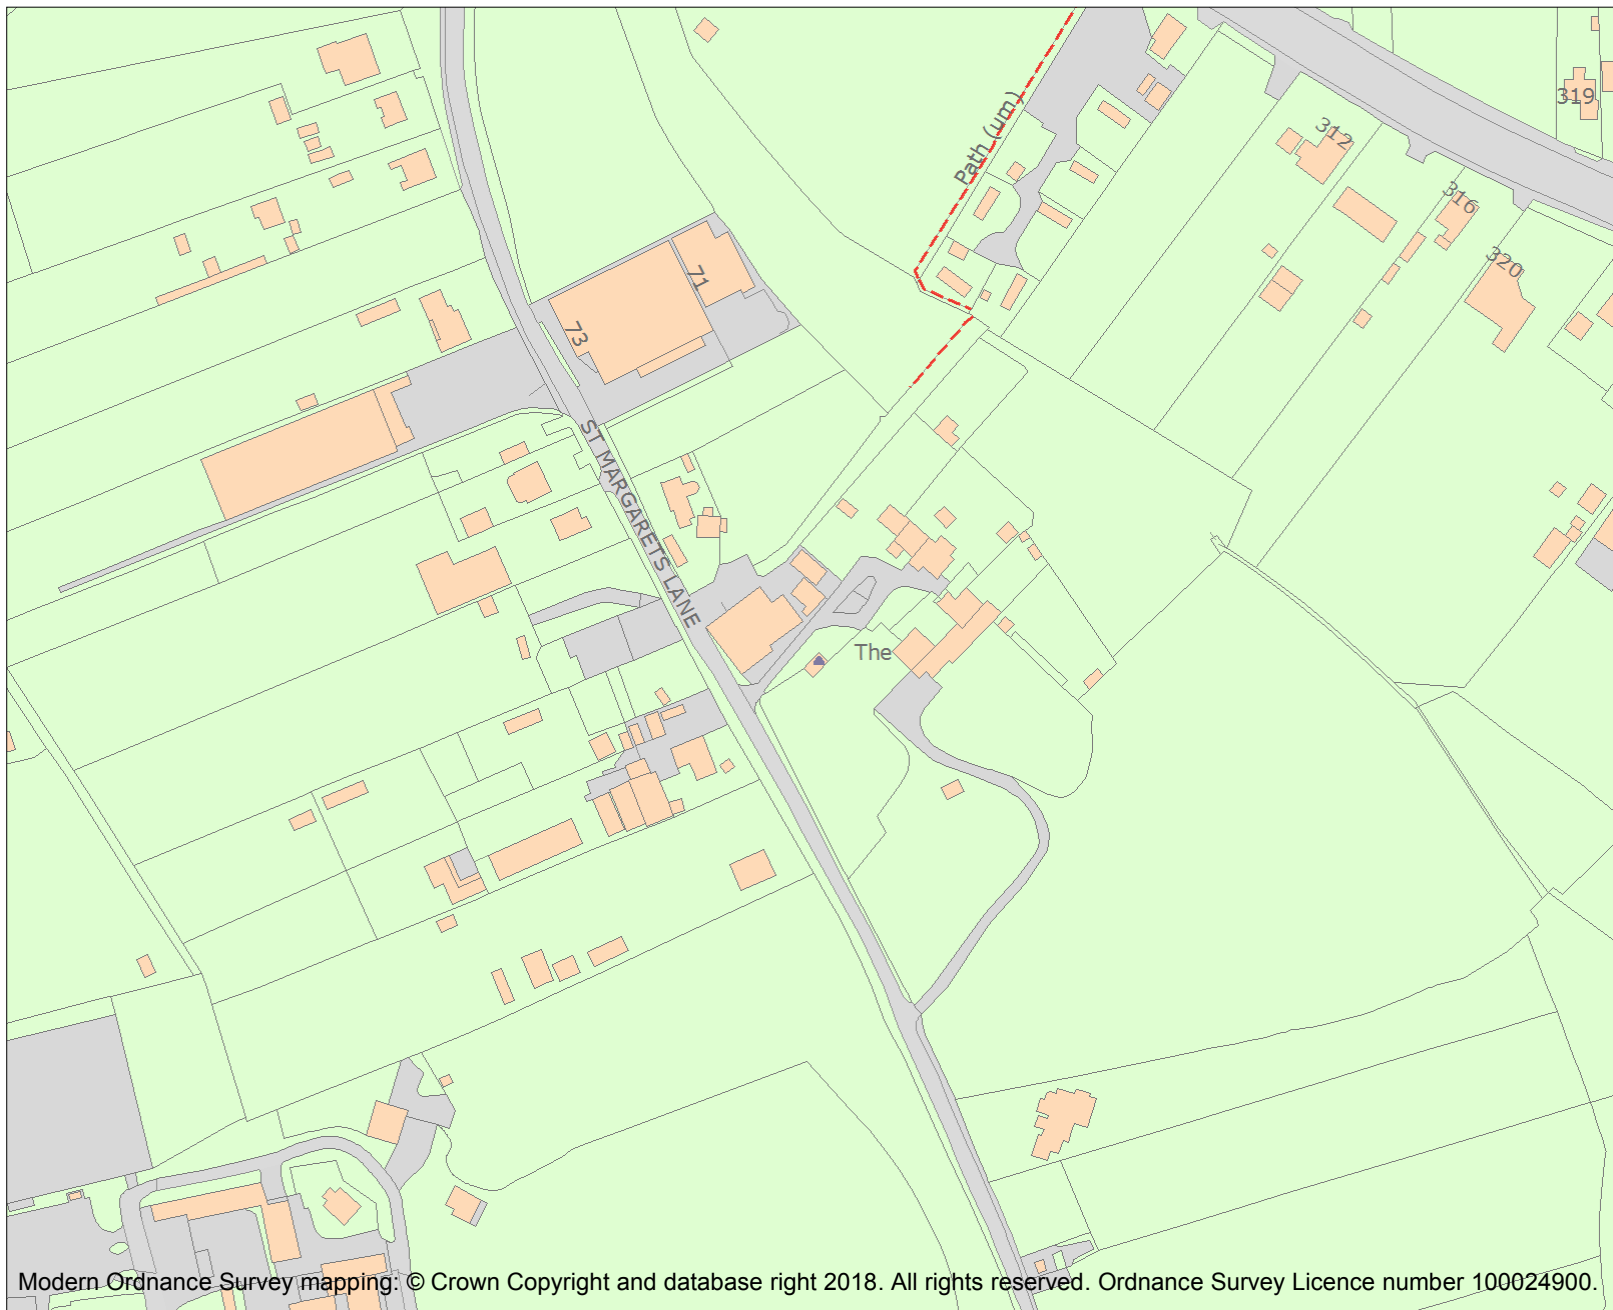 Path (um)
319
312
316
320
71
73
ST MARGARETS LANE
The
Modern Ordnance Survey mapping: © Crown Copyright and database right 2018. All rights reserved. Ordnance Survey Licence number 100024900.